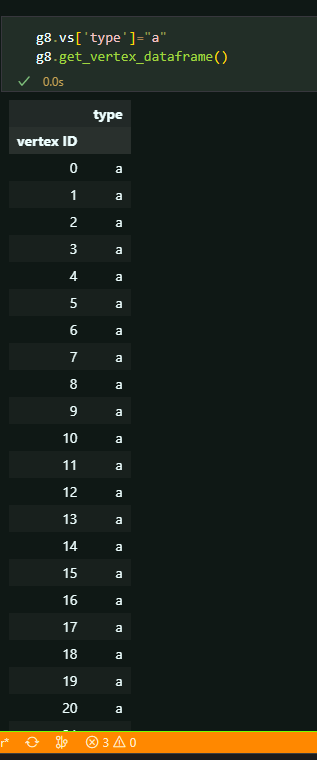 g8.vs['type']="a"
g8.get_vertex_dataframe()
0.0s
type
vertex ID
0 a
1 a
2 a
3 a
4 a
5 a
6 a
7 a
8 a
9 a
10 a
11 a
12 a
13 a
14 a
15 a
16 a
17 a
18 a
19 a
20 a
r* 3 0